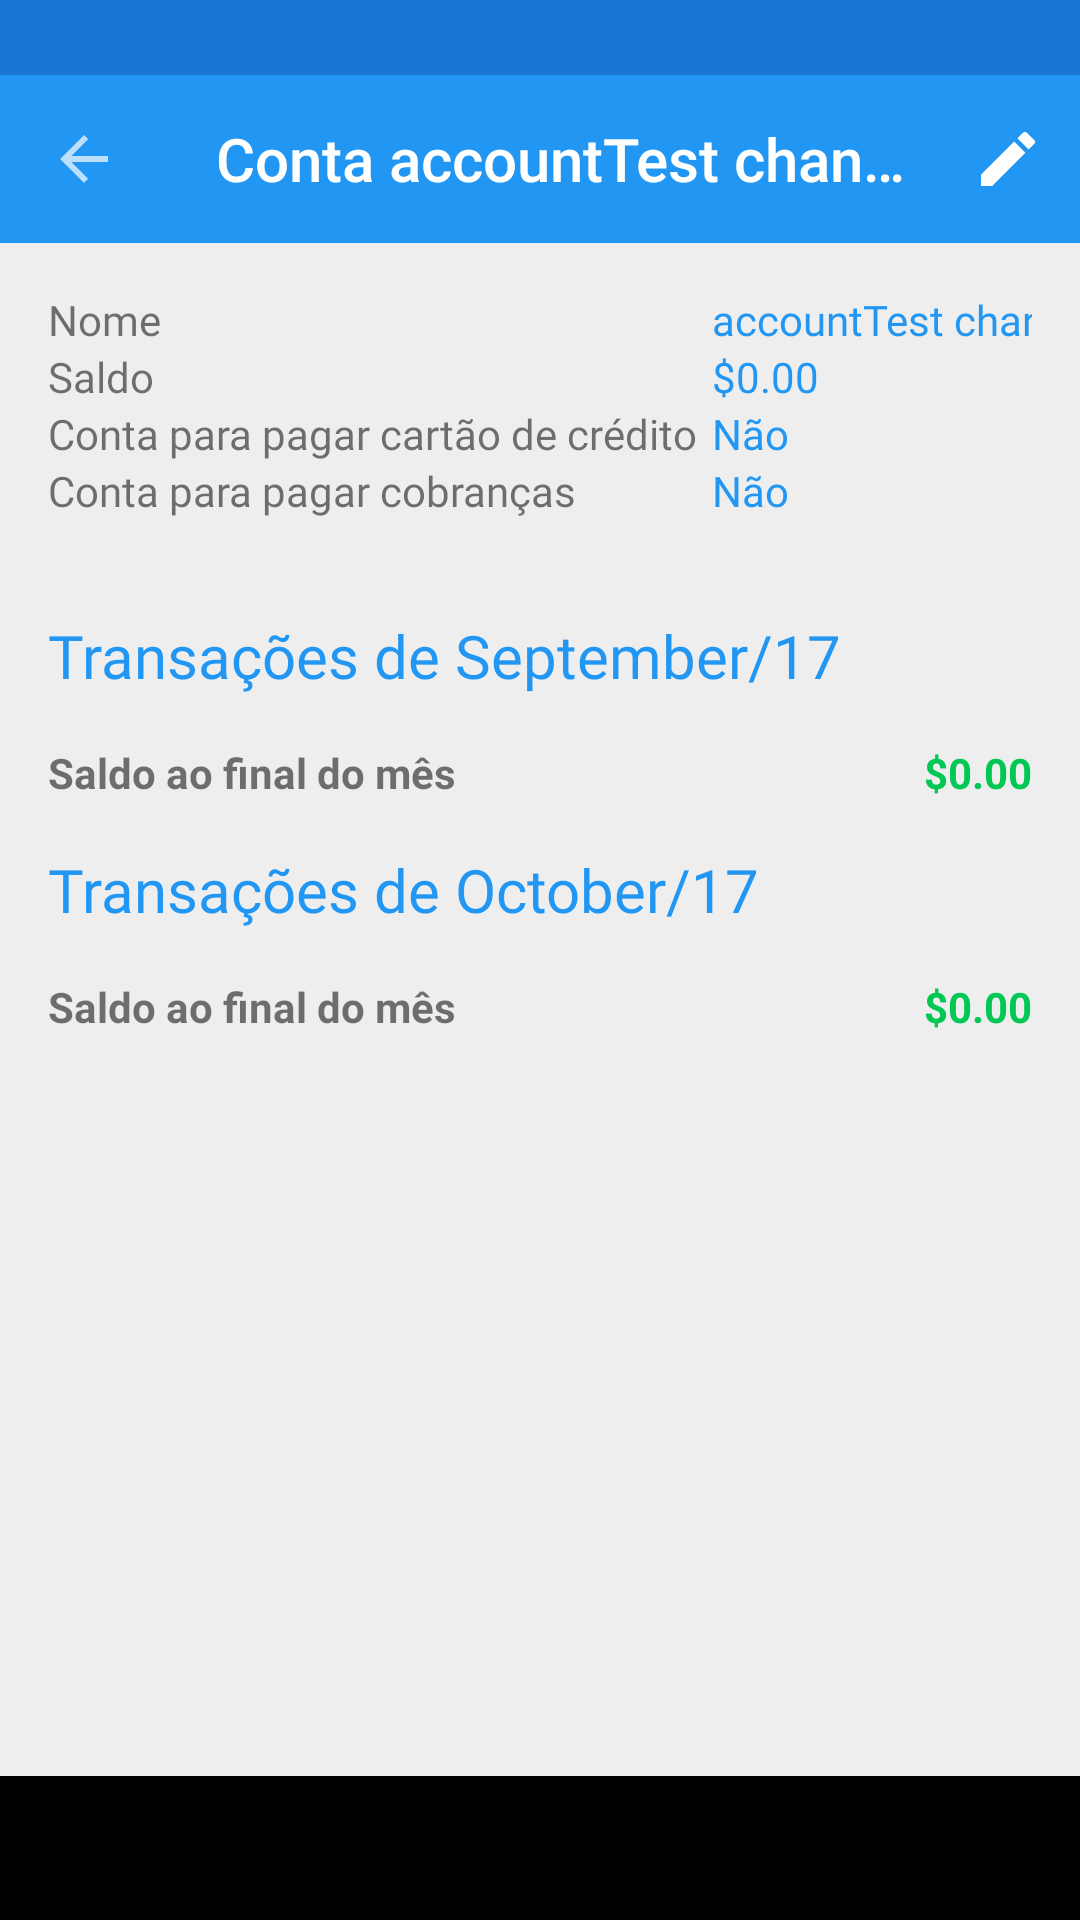 Conta accountTest chan...
Nome accountTest char
Saldo $0.00
Conta para pagar cartão de crédito Não
Conta para pagar cobranças Não
Transações de September/17
Saldo ao final do mês $0.00
Transações de October/17
Saldo ao final do mês $0.00